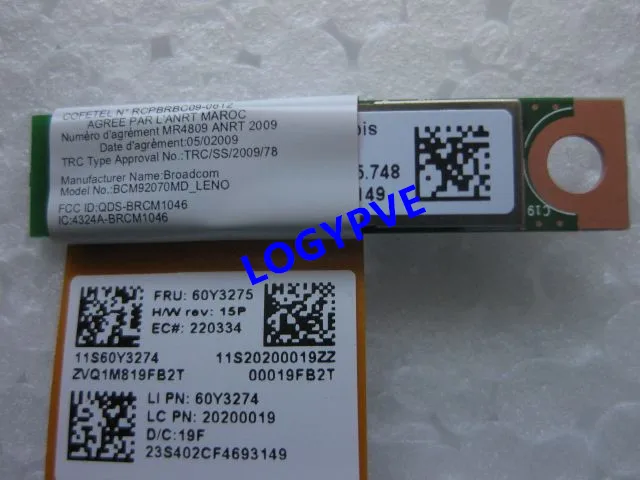 COFETEL N° RCPBRBC09-0612
AGREE PAR L'ANRT MAROC
Numéro d'agrément MR4809 ANRT 2009
Date d'agrément:05/02009
TRC Type Approval No.:TRC/SS/2009/78
Manufacturer Name:Broadcom
Model No.:BCM92070MD_LENO
FCC ID:QDS-BRCM1046
IC:4324A-BRCM1046
.748
149
C19
LOGYPVE
FRU: 60Y3275
H/W rev: 15P
EC#: 220334
11S60Y3274 11S20200019ZZ
ZVQ1M819FB2T 00019FB2T
LI PN: 60Y3274
LC PN: 20200019
D/C:19F
23S402CF4693149